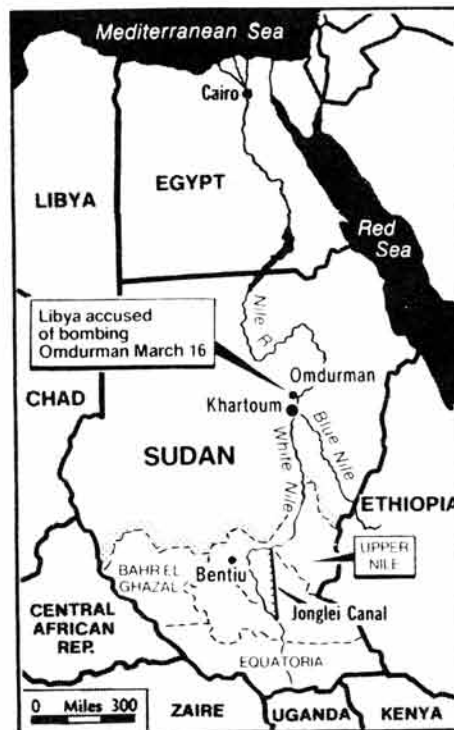 Mediterranean Sea
Cairo
LIBYA
EGYPT
Red
Sea
Nile R.
Libya accused
of bombing
Omdurman March 16
Omdurman
CHAD
Khartoum
Blue Nile
White Nile
SUDAN
ETHIOPIA
UPPER
NILE
BAHR EL
GHAZAL
Bentiu
Jonglei Canal
CENTRAL
AFRICAN
REP.
EQUATORIA
0 Miles 300
ZAIRE
UGANDA
KENYA